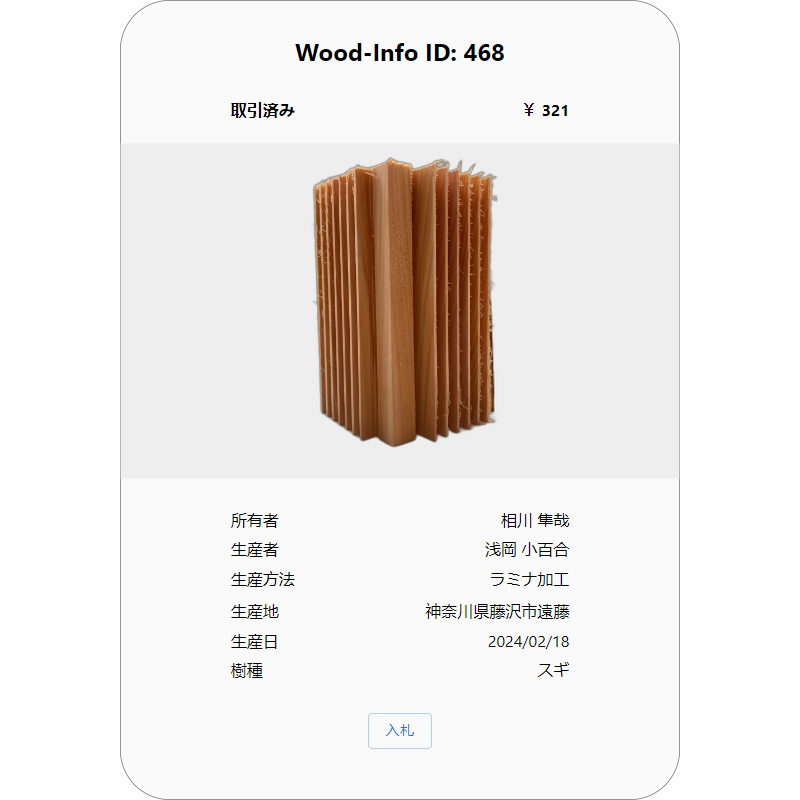 Wood-Info ID: 468
取引済み ¥ 321
所有者 相川 隼哉
生産者 浅岡 小百合
生産方法 ラミナ加工
生産地 神奈川県藤沢市遠藤
生産日 2024/02/18
樹種 スギ
入札